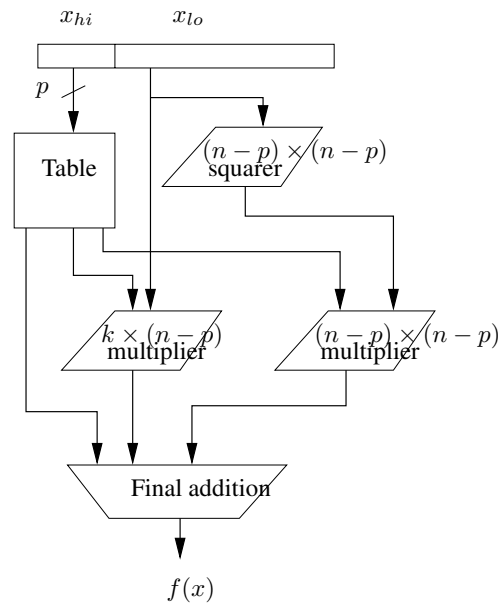 x_{hi} x_{lo}
p
Table
(n − p) × (n − p)
squarer
k × (n − p)
multiplier
(n − p) × (n − p)
multiplier
Final addition
f(x)